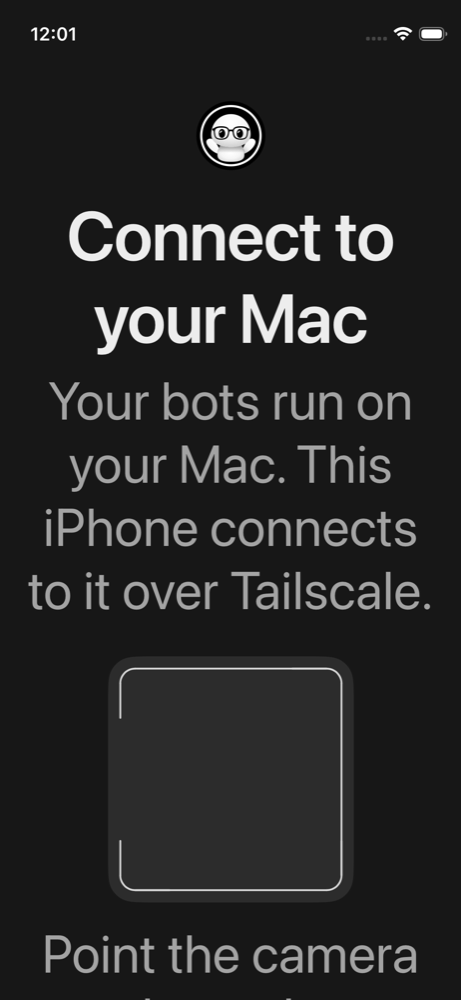 12:01
Connect to
your Mac
Your bots run on
your Mac. This
iPhone connects
to it over Tailscale.
Point the camera